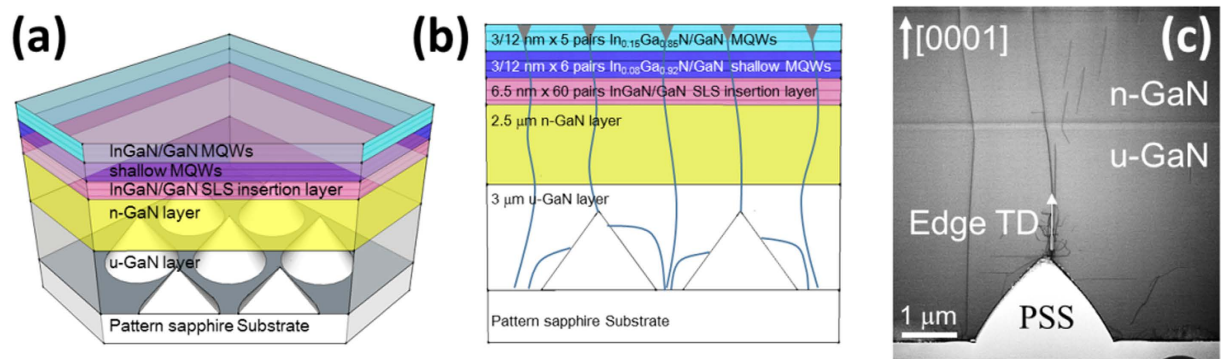 (a)
InGaN/GaN MQWs
shallow MQWs
InGaN/GaN SLS insertion layer
n-GaN layer
u-GaN layer
Pattern sapphire Substrate
(b)
3/12 nm x 5 pairs In0.15Ga0.85N/GaN MQWs
3/12 nm x 6 pairs In0.08Ga0.92N/GaN shallow MQWs
6.5 nm x 60 pairs InGaN/GaN SLS insertion layer
2.5 μm n-GaN layer
3 μm u-GaN layer
Pattern sapphire Substrate
[0001]
(c)
n-GaN
u-GaN
Edge TD
1 μm
PSS